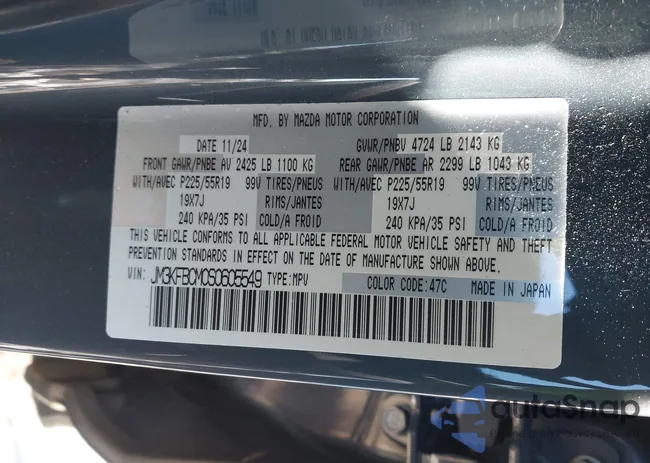 MFD. BY MAZDA MOTOR CORPORATION
DATE 11/24 GVWR/PNBV 4724 LB 2143 KG
FRONT GAWR/PNBE AV 2425 LB 1100 KG REAR GAWR/PNBE AR 2299 LB 1043 KG
WITH/AVEC P225/55R19 99V TIRES/PNEUS WITH/AVEC P225/55R19 99V TIRES/PNEUS
19X7J RIMS/JANTES 19X7J RIMS/JANTES
240 KPA/35 PSI COLD/A FROID 240 KPA/35 PSI COLD/A FROID
THIS VEHICLE CONFORMS TO ALL APPLICABLE FEDERAL MOTOR VEHICLE SAFETY AND THEFT
PREVENTION STANDARDS IN EFFECT ON THE DATE OF MANUFACTURE SHOWN ABOVE.
VIN: JM3KFBCM0S0605549 TYPE:MPV COLOR CODE:47C MADE IN JAPAN
autoSnap